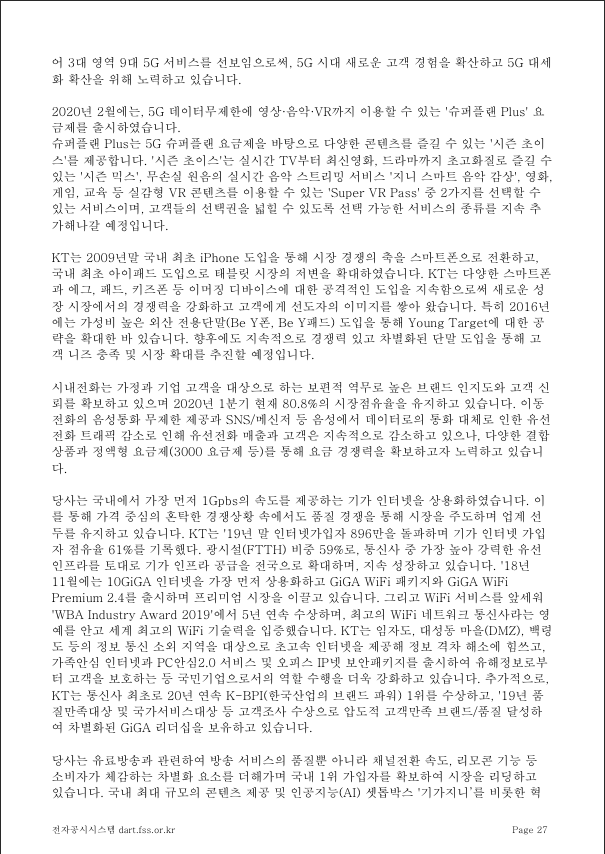 어 3대 영역 9대 5G 서비스를 선보임으로써, 5G 시대 새로운 고객 경험을 확산하고 5G 대세
화 확산을 위해 노력하고 있습니다.
2020년 2월에는, 5G 데이터무제한에 영상·음악·VR까지 이용할 수 있는 '슈퍼플랜 Plus' 요
금제를 출시하였습니다.
슈퍼플랜 Plus는 5G 슈퍼플랜 요금제을 바탕으로 다양한 콘텐츠를 즐길 수 있는 '시즌 초이
스'를 제공합니다. '시즌 초이스'는 실시간 TV부터 최신영화, 드라마까지 초고화질로 즐길 수
있는 '시즌 믹스', 무손실 원음의 실시간 음악 스트리밍 서비스 '지니 스마트 음악 감상', 영화,
게임, 교육 등 실감형 VR 콘텐츠를 이용할 수 있는 'Super VR Pass' 중 2가지를 선택할 수
있는 서비스이며, 고객들의 선택권을 넓힐 수 있도록 선택 가능한 서비스의 종류를 지속 추
가해나갈 예정입니다.
KT는 2009년말 국내 최초 iPhone 도입을 통해 시장 경쟁의 축을 스마트폰으로 전환하고,
국내 최초 아이패드 도입으로 태블릿 시장의 저변을 확대하였습니다. KT는 다양한 스마트폰
과 에그, 패드, 키즈폰 등 이머징 디바이스에 대한 공격적인 도입을 지속함으로써 새로운 성
장 시장에서의 경쟁력을 강화하고 고객에게 선도자의 이미지를 쌓아 왔습니다. 특히 2016년
에는 가성비 높은 외산 전용단말(Be Y폰, Be Y패드) 도입을 통해 Young Target에 대한 공
략을 확대한 바 있습니다. 향후에도 지속적으로 경쟁력 있고 차별화된 단말 도입을 통해 고
객 니즈 충족 및 시장 확대를 추진할 예정입니다.
시내전화는 가정과 기업 고객을 대상으로 하는 보편적 역무로 높은 브랜드 인지도와 고객 신
뢰를 확보하고 있으며 2020년 1분기 현재 80.8%의 시장점유율을 유지하고 있습니다. 이동
전화의 음성통화 무제한 제공과 SNS/메신저 등 음성에서 데이터로의 통화 대체로 인한 유선
전화 트래픽 감소로 인해 유선전화 매출과 고객은 지속적으로 감소하고 있으나, 다양한 결합
상품과 정액형 요금제(3000 요금제 등)를 통해 요금 경쟁력을 확보하고자 노력하고 있습니
다.
당사는 국내에서 가장 먼저 1Gpbs의 속도를 제공하는 기가 인터넷을 상용화하였습니다. 이
를 통해 가격 중심의 혼탁한 경쟁상황 속에서도 품질 경쟁을 통해 시장을 주도하며 업계 선
두를 유지하고 있습니다. KT는 '19년 말 인터넷가입자 896만을 돌파하며 기가 인터넷 가입
자 점유율 61%를 기록했다. 광시설(FTTH) 비중 59%로, 통신사 중 가장 높아 강력한 유선
인프라를 토대로 기가 인프라 공급을 전국으로 확대하며, 지속 성장하고 있습니다. '18년
11월에는 10GiGA 인터넷을 가장 먼저 상용화하고 GiGA WiFi 패키지와 GiGA WiFi
Premium 2.4를 출시하며 프리미엄 시장을 이끌고 있습니다. 그리고 WiFi 서비스를 앞세워
'WBA Industry Award 2019'에서 5년 연속 수상하며, 최고의 WiFi 네트워크 통신사라는 영
예를 안고 세계 최고의 WiFi 기술력을 입증했습니다. KT는 임자도, 대성동 마을(DMZ), 백령
도 등의 정보 통신 소외 지역을 대상으로 초고속 인터넷을 제공해 정보 격차 해소에 힘쓰고,
가족안심 인터넷과 PC안심2.0 서비스 및 오피스 IP넷 보안패키지를 출시하여 유해정보로부
터 고객을 보호하는 등 국민기업으로서의 역할 수행을 더욱 강화하고 있습니다. 추가적으로,
KT는 통신사 최초로 20년 연속 K-BPI(한국산업의 브랜드 파워) 1위를 수상하고, '19년 품
질만족대상 및 국가서비스대상 등 고객조사 수상으로 압도적 고객만족 브랜드/품질 달성하
여 차별화된 GiGA 리더십을 보유하고 있습니다.
당사는 유료방송과 관련하여 방송 서비스의 품질뿐 아니라 채널전환 속도, 리모콘 기능 등
소비자가 체감하는 차별화 요소를 더해가며 국내 1위 가입자를 확보하여 시장을 리딩하고
있습니다. 국내 최대 규모의 콘텐츠 제공 및 인공지능(AI) 셋톱박스 '기가지니'를 비롯한 혁
전자공시시스템 dart.fss.or.kr
Page 27